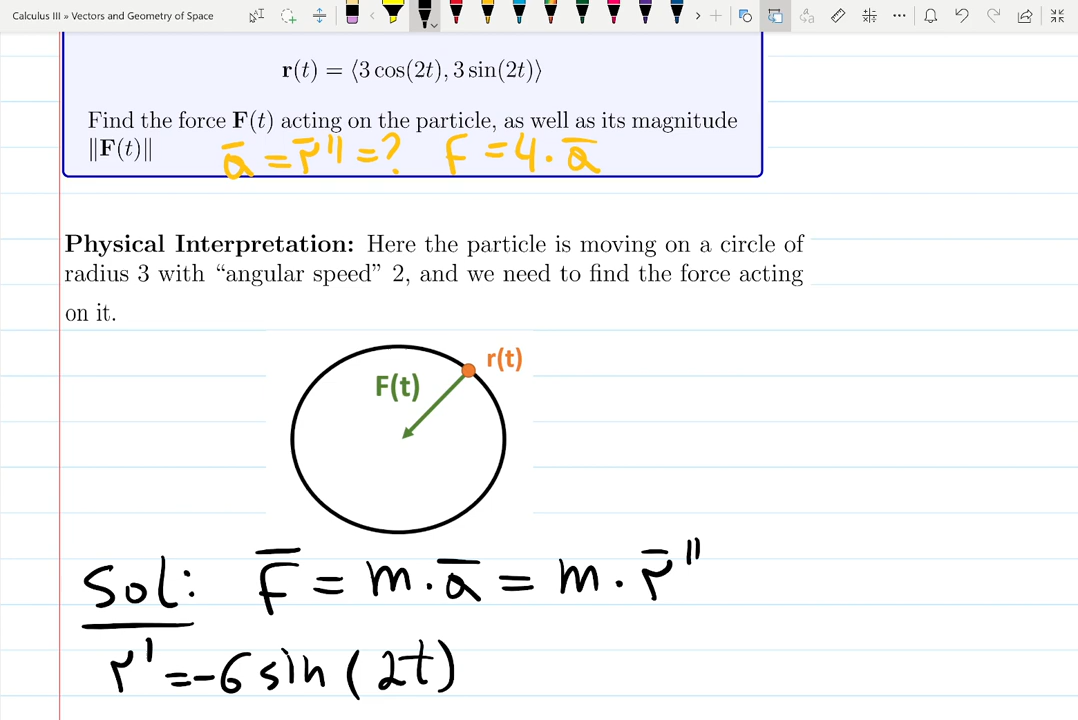 Calculus III » Vectors and Geometry of Space
r(t) = ⟨3 cos(2t), 3 sin(2t)⟩
Find the force F(t) acting on the particle, as well as its magnitude
‖F(t)‖ a̅ = r̅'' = ? F = 4 · a̅
Physical Interpretation: Here the particle is moving on a circle of
radius 3 with “angular speed” 2, and we need to find the force acting
on it.
r(t)
F(t)
Sol: F̅ = m · a̅ = m · r̅''
r' = -6 sin(2t)